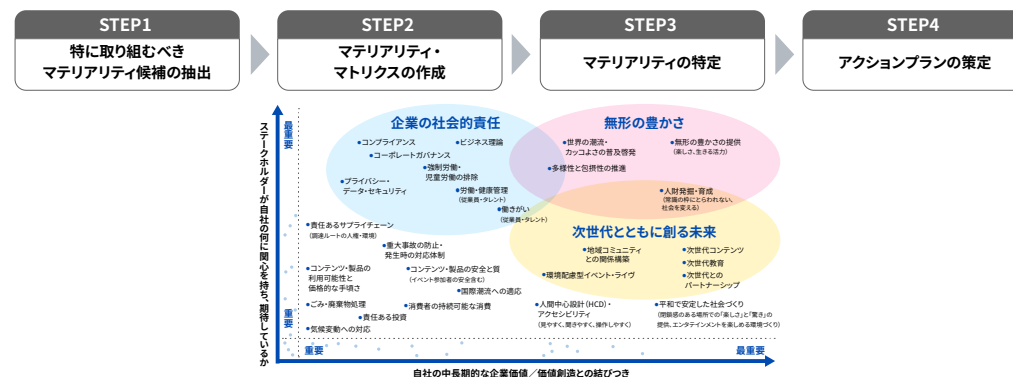 STEP1
特に取り組むべき
マテリアリティ候補の抽出
STEP2
マテリアリティ・
マトリクスの作成
STEP3
マテリアリティの特定
STEP4
アクションプランの策定
ステークホルダーが自社の何に関心を持ち、期待しているか
最重要
重要
企業の社会的責任
•コンプライアンス
•ビジネス理論
•コーポレートガバナンス
•強制労働・
児童労働の排除
•プライバシー・
データ・セキュリティ
•労働・健康管理
(従業員・タレント)
•働きがい
(従業員・タレント)
無形の豊かさ
•世界の潮流・
カッコよさの普及啓発
•無形の豊かさの提供
(楽しさ、生きる活力)
•多様性と包摂性の推進
•人財発掘・育成
(常識の枠にとらわれない、
社会を変える)
次世代とともに創る未来
•地域コミュニティ
との関係構築
•次世代コンテンツ
•次世代教育
•環境配慮型イベント・ライヴ
•次世代との
パートナーシップ
•責任あるサプライチェーン
(調達ルートの人権・環境)
•重大事故の防止・
発生時の対応体制
•コンテンツ・製品の
利用可能性と
価格的な手頃さ
•コンテンツ・製品の安全と質
(イベント参加者の安全含む)
•国際潮流への適応
•ごみ・廃棄物処理
•消費者の持続可能な消費
•責任ある投資
•気候変動への対応
•人間中心設計(HCD)・
アクセシビリティ
(見やすく、聞きやすく、操作しやすく)
•平和で安定した社会づくり
(閉鎖感のある場所での「楽しさ」と「驚き」の
提供、エンタテインメントを楽しめる環境づくり)
重要
最重要
自社の中長期的な企業価値／価値創造との結びつき